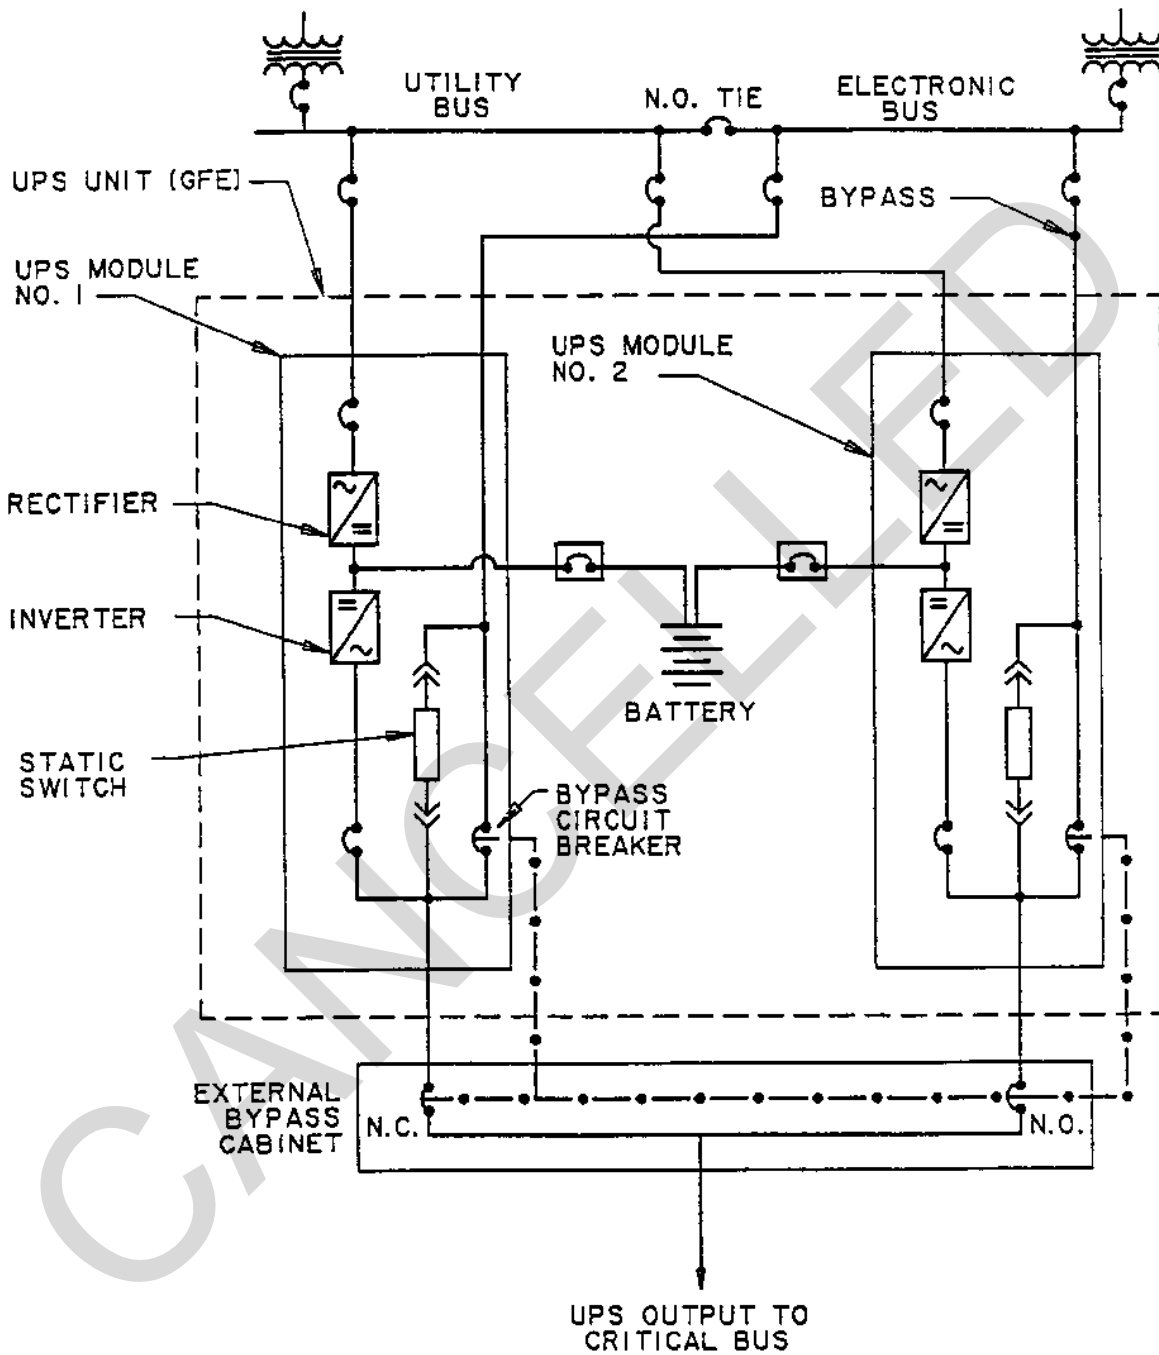 UTILITY
BUS
N.O. TIE
ELECTRONIC
BUS
UPS UNIT (GFE)
BYPASS
UPS MODULE
NO. 1
UPS MODULE
NO. 2
RECTIFIER
INVERTER
BATTERY
STATIC
SWITCH
BYPASS
CIRCUIT
BREAKER
EXTERNAL
BYPASS
CABINET
N.C.
N.O.
UPS OUTPUT TO
CRITICAL BUS
CANCELLED